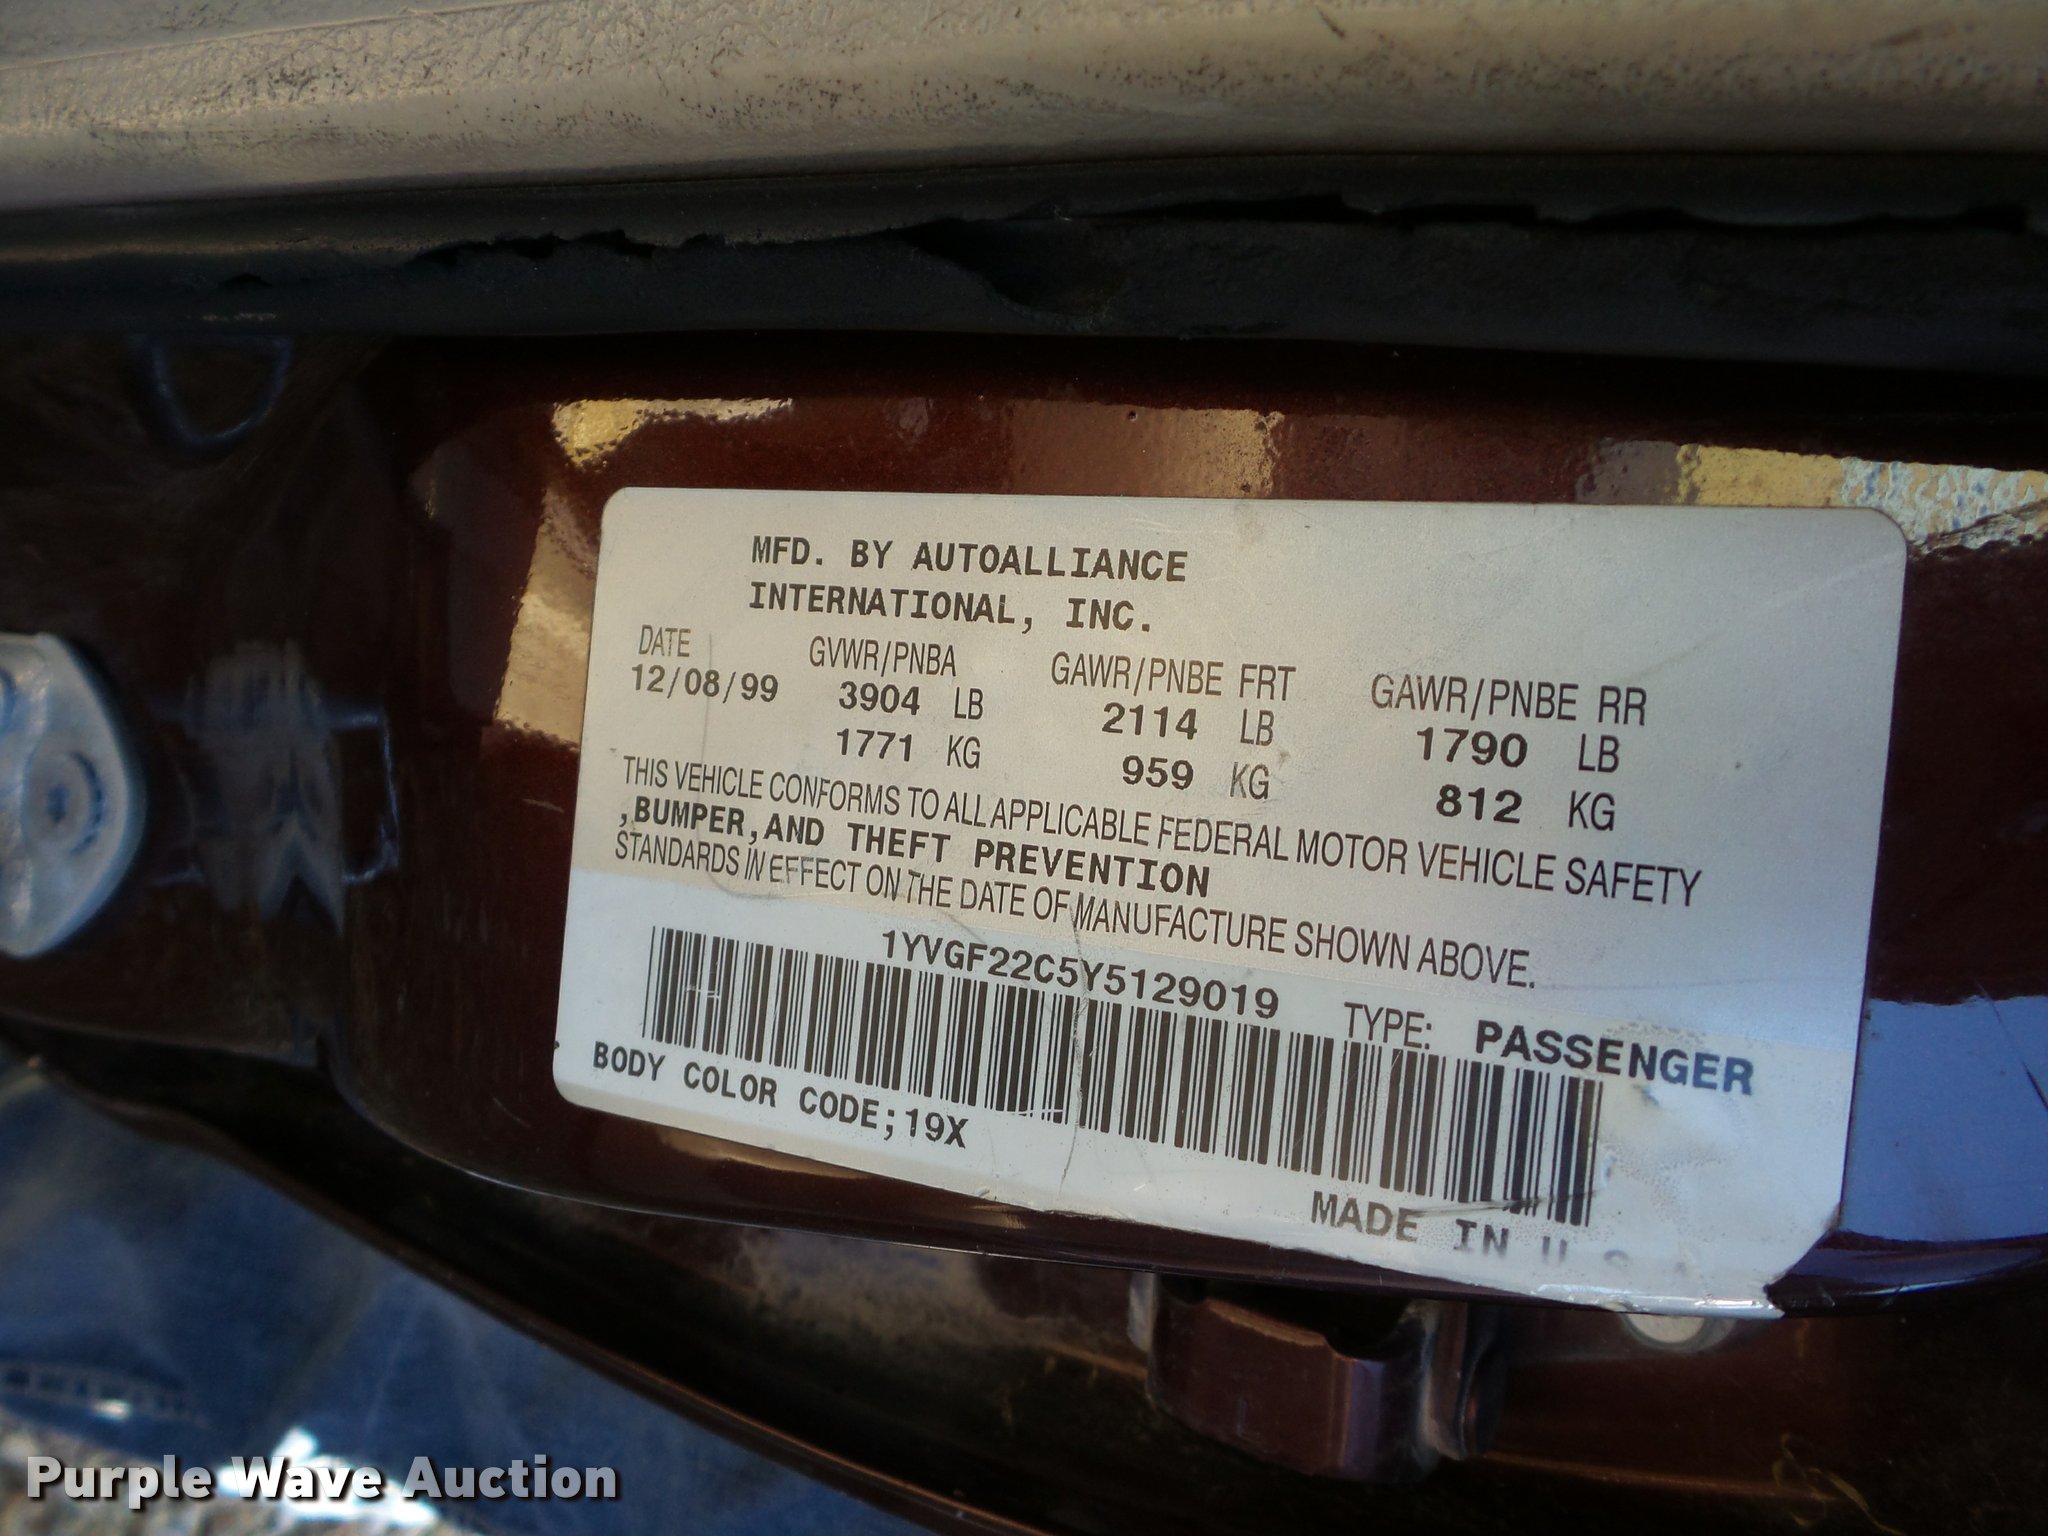 MFD. BY AUTOALLIANCE
INTERNATIONAL, INC.
DATE GVWR/PNBA GAWR/PNBE FRT GAWR/PNBE RR
12/08/99 3904 LB 2114 LB 1790 LB
1771 KG 959 KG 812 KG
THIS VEHICLE CONFORMS TO ALL APPLICABLE FEDERAL MOTOR VEHICLE SAFETY
,BUMPER,AND THEFT PREVENTION
STANDARDS IN EFFECT ON THE DATE OF MANUFACTURE SHOWN ABOVE.
1YVGF22C5Y5129019 TYPE: PASSENGER
BODY COLOR CODE;19X
MADE IN U S A
Purple Wave Auction